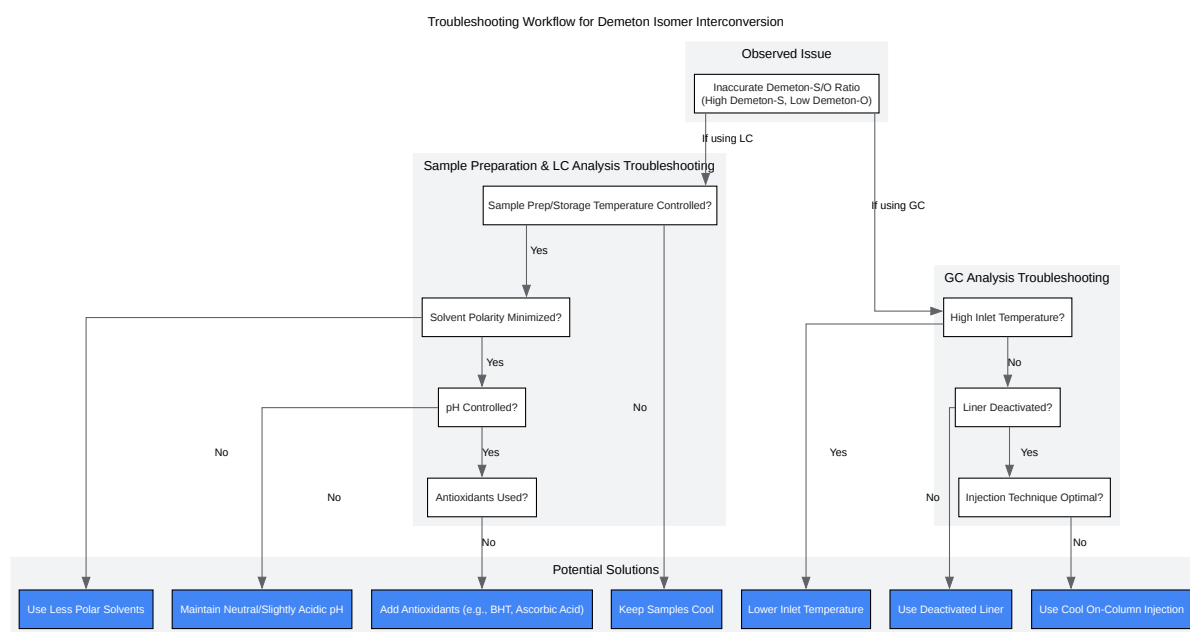 Troubleshooting Workflow for Demeton Isomer Interconversion
Observed Issue
Inaccurate Demeton-S/O Ratio
(High Demeton-S, Low Demeton-O)
If using LC
If using GC
Sample Preparation & LC Analysis Troubleshooting
Sample Prep/Storage Temperature Controlled?
Yes
Solvent Polarity Minimized?
Yes
pH Controlled?
Yes
Antioxidants Used?
No
No
No
No
GC Analysis Troubleshooting
High Inlet Temperature?
No
Liner Deactivated?
Yes
Yes
Injection Technique Optimal?
No
No
Potential Solutions
Use Less Polar Solvents
Maintain Neutral/Slightly Acidic pH
Add Antioxidants (e.g., BHT, Ascorbic Acid)
Keep Samples Cool
Lower Inlet Temperature
Use Deactivated Liner
Use Cool On-Column Injection